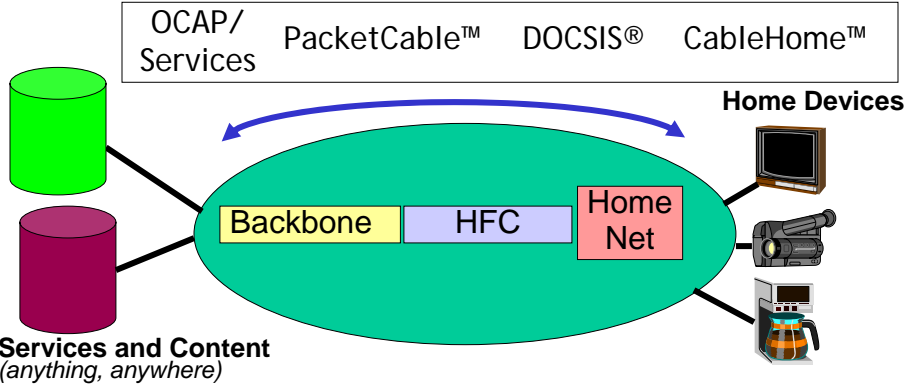 OCAP/
Services
PacketCable™
DOCSIS®
CableHome™
Home Devices
Backbone
HFC
Home
Net
Services and Content
(anything, anywhere)